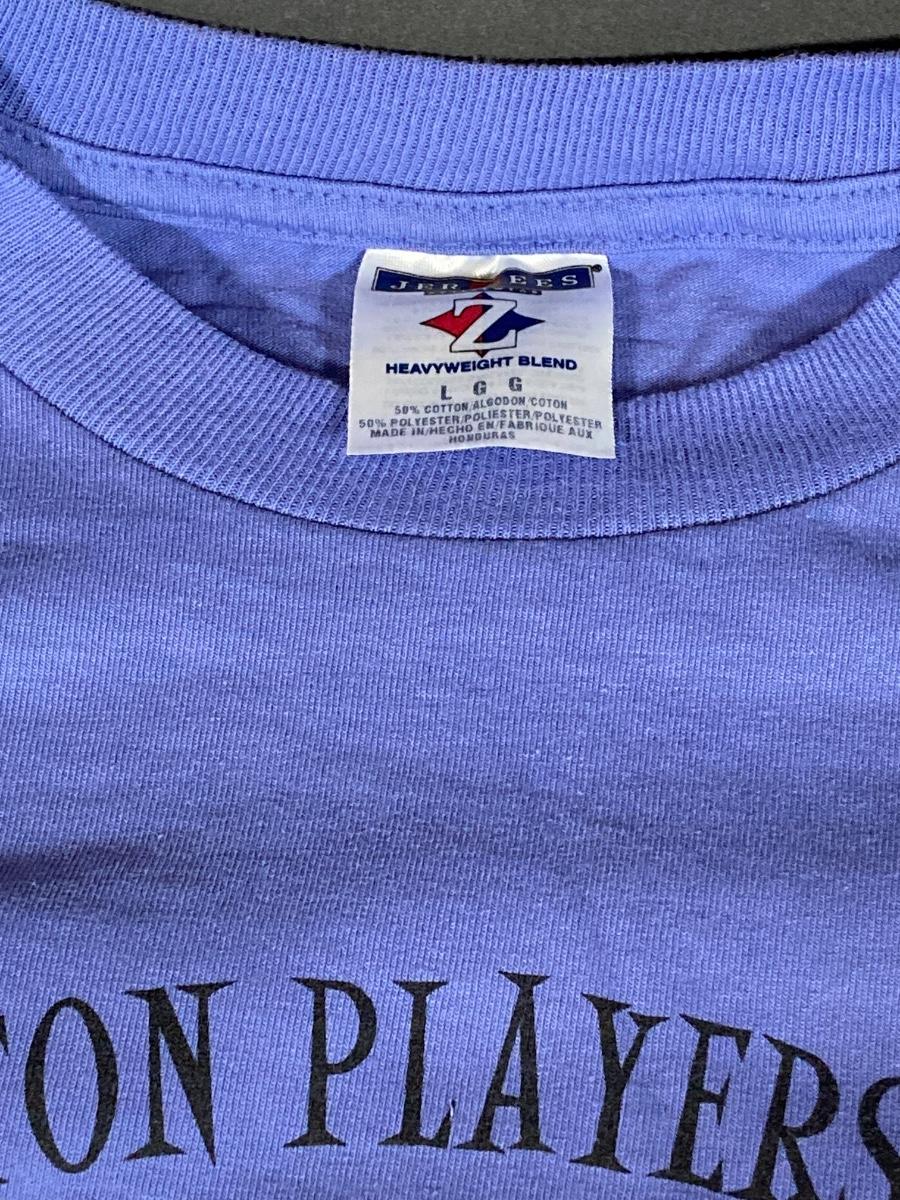 JERZEES®
Z
HEAVYWEIGHT BLEND
L G G
50% COTTON/ALGODON/COTON
50% POLYESTER/POLIESTER/POLYESTER
MADE IN/HECHO EN/FABRIQUE AUX
HONDURAS
TON PLAYERS